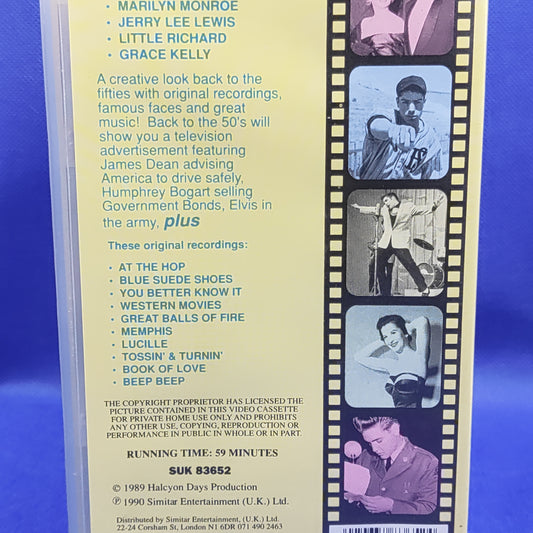 • MARILYN MONROE
• JERRY LEE LEWIS
• LITTLE RICHARD
• GRACE KELLY
A creative look back to the
fifties with original recordings,
famous faces and great
music! Back to the 50's will
show you a television
advertisement featuring
James Dean advising
America to drive safely,
Humphrey Bogart selling
Government Bonds, Elvis in
the army, plus
These original recordings:
• AT THE HOP
• BLUE SUEDE SHOES
• YOU BETTER KNOW IT
• WESTERN MOVIES
• GREAT BALLS OF FIRE
• MEMPHIS
• LUCILLE
• TOSSIN' & TURNIN'
• BOOK OF LOVE
• BEEP BEEP
THE COPYRIGHT PROPRIETOR HAS LICENSED THE
PICTURE CONTAINED IN THIS VIDEO CASSETTE
FOR PRIVATE HOME USE ONLY AND PROHIBITS
ANY OTHER USE, COPYING, REPRODUCTION OR
PERFORMANCE IN PUBLIC IN WHOLE OR IN PART.
RUNNING TIME: 59 MINUTES
SUK 83652
© 1989 Halcyon Days Production
℗ 1990 Simitar Entertainment (U.K.) Ltd.
Distributed by Simitar Entertainment, (U.K.) Ltd.
22-24 Corsham St, London N1 6DR 071 490 2463